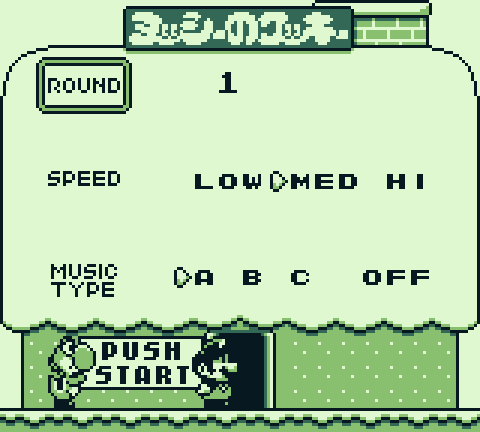 ヨッシーのクッキー
ROUND 1
SPEED LOW MED HI
MUSIC
TYPE A B C OFF
PUSH
START